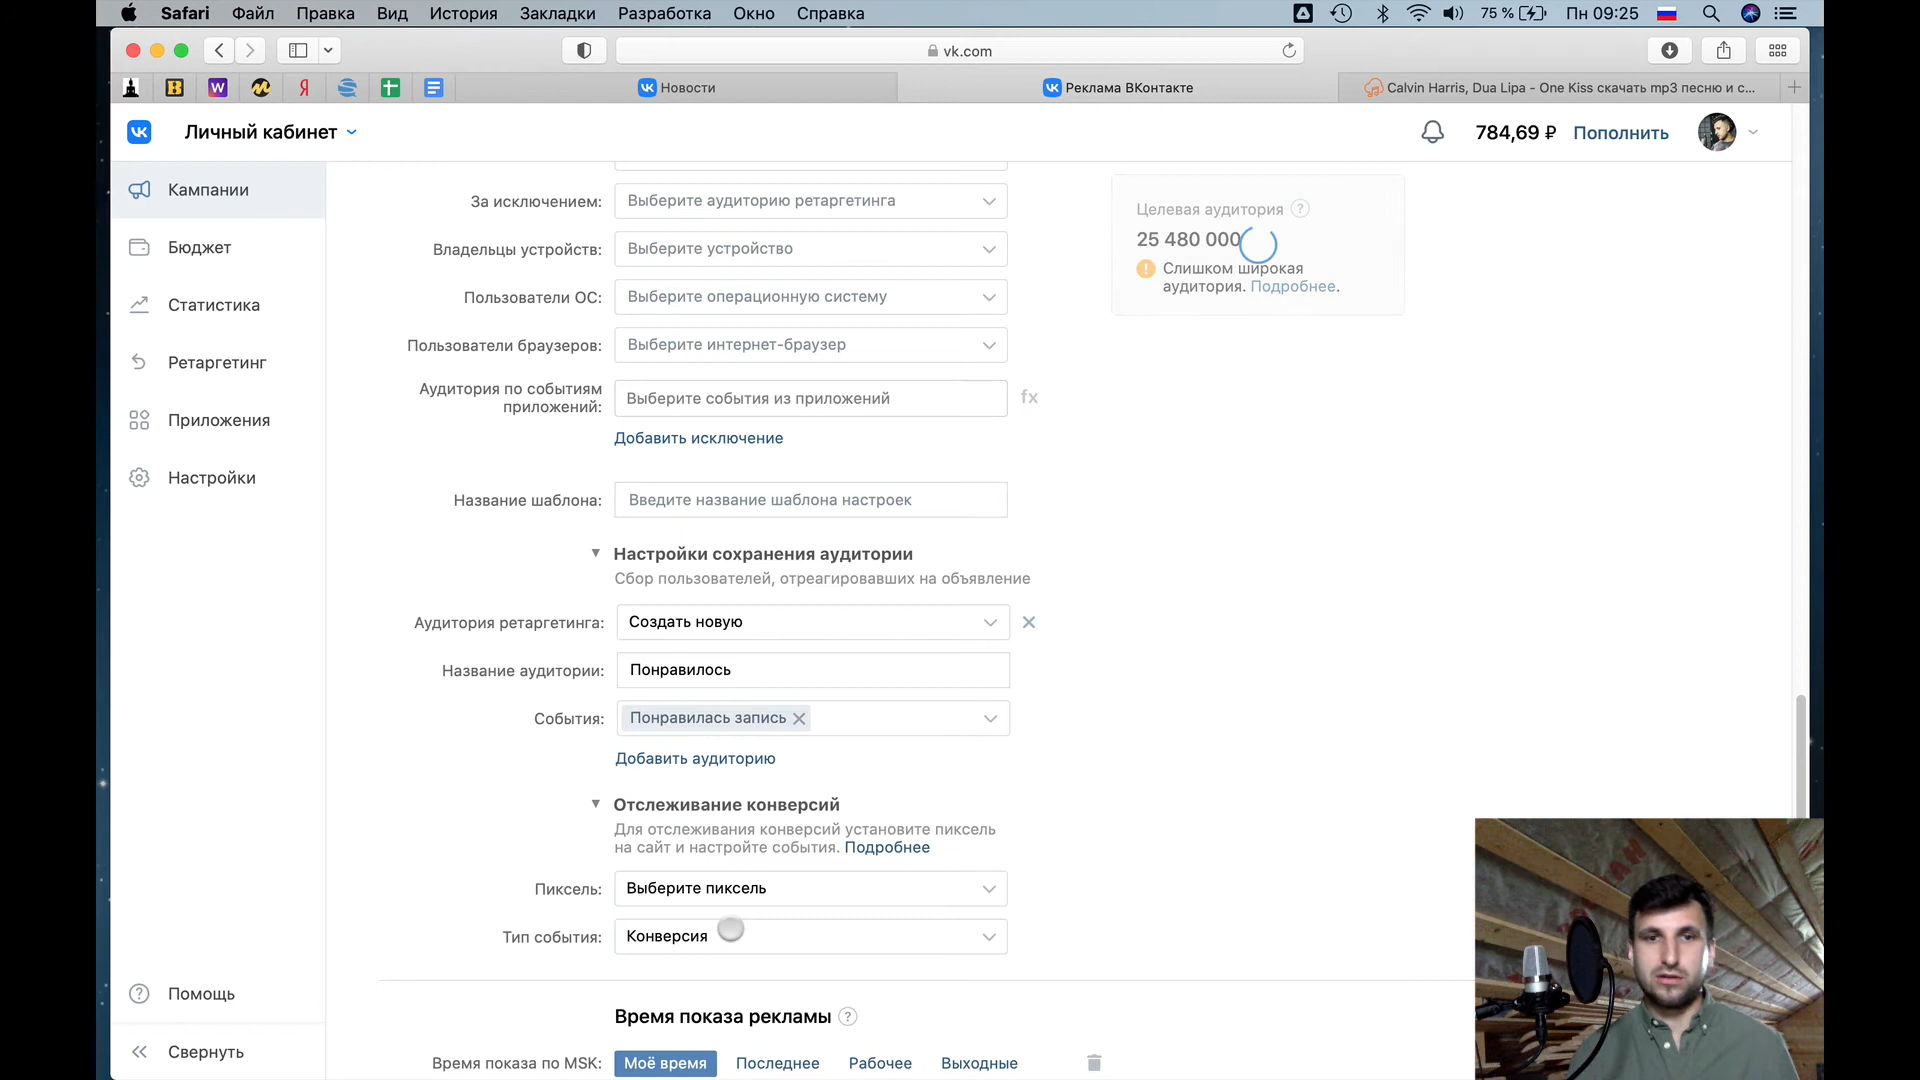 Safari Файл Правка Вид История Закладки Разработка Окно Справка 75 % Пн 09:25
vk.com
Новости
Реклама ВКонтакте
Calvin Harris, Dua Lipa - One Kiss скачать mp3 песню и с...
Личный кабинет
784,69 ₽ Пополнить
Кампании
Бюджет
Статистика
Ретаргетинг
Приложения
Настройки
Помощь
Свернуть
За исключением: Выберите аудиторию ретаргетинга
Владельцы устройств: Выберите устройство
Пользователи ОС: Выберите операционную систему
Пользователи браузеров: Выберите интернет-браузер
Аудитория по событиям
приложений: Выберите события из приложений
fx
Добавить исключение
Название шаблона: Введите название шаблона настроек
Настройки сохранения аудитории
Сбор пользователей, отреагировавших на объявление
Аудитория ретаргетинга: Создать новую
Название аудитории: Понравилось
События: Понравилась запись
Добавить аудиторию
Отслеживание конверсий
Для отслеживания конверсий установите пиксель
на сайт и настройте события. Подробнее
Пиксель: Выберите пиксель
Тип события: Конверсия
Время показа рекламы ?
Время показа по MSK: Моё время Последнее Рабочее Выходные
Целевая аудитория ?
25 480 000
Слишком широкая
аудитория. Подробнее.